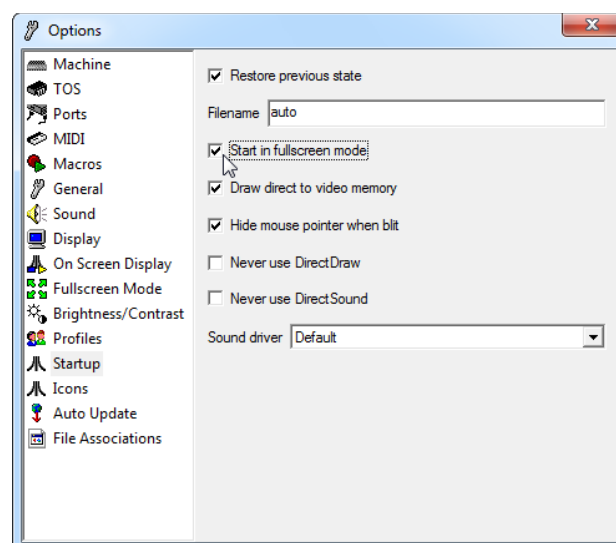 Options
Machine
TOS
Ports
MIDI
Macros
General
Sound
Display
On Screen Display
Fullscreen Mode
Brightness/Contrast
Profiles
Startup
Icons
Auto Update
File Associations
Restore previous state
Filename auto
Start in fullscreen mode
Draw direct to video memory
Hide mouse pointer when blit
Never use DirectDraw
Never use DirectSound
Sound driver Default